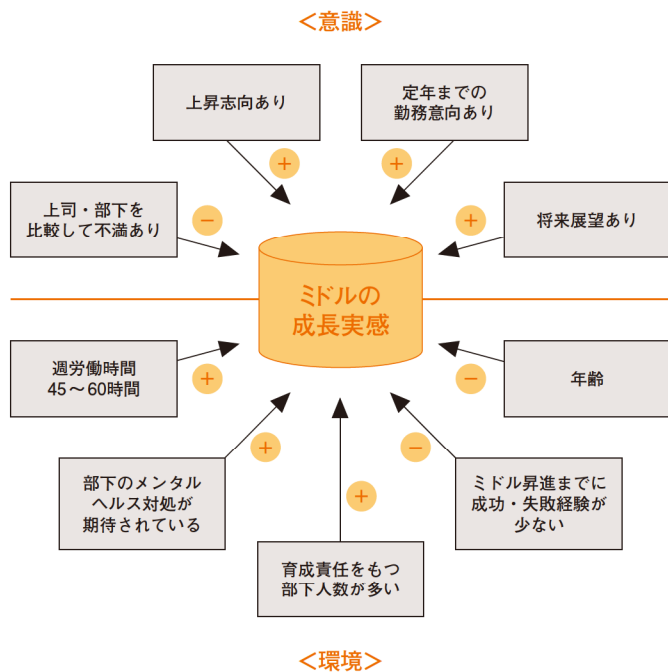 ＜意識＞
上昇志向あり
定年までの
勤務意向あり
＋
＋
上司・部下を
比較して不満あり
−
＋
将来展望あり
ミドルの
成長実感
週労働時間
45～60時間
＋
−
年齢
部下のメンタル
ヘルス対処が
期待されている
＋
＋
−
ミドル昇進までに
成功・失敗経験が
少ない
育成責任をもつ
部下人数が多い
＜環境＞